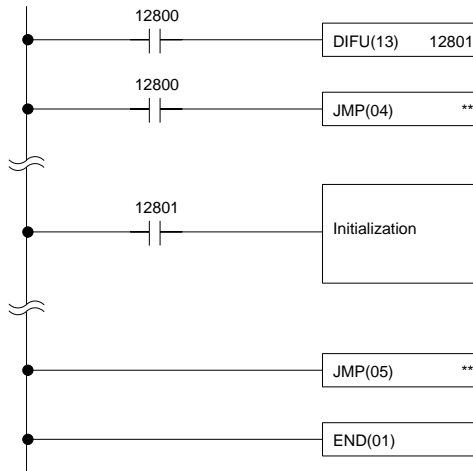 12800
DIFU(13) 12801
12800
JMP(04) **
12801
Initialization
JMP(05) **
END(01)